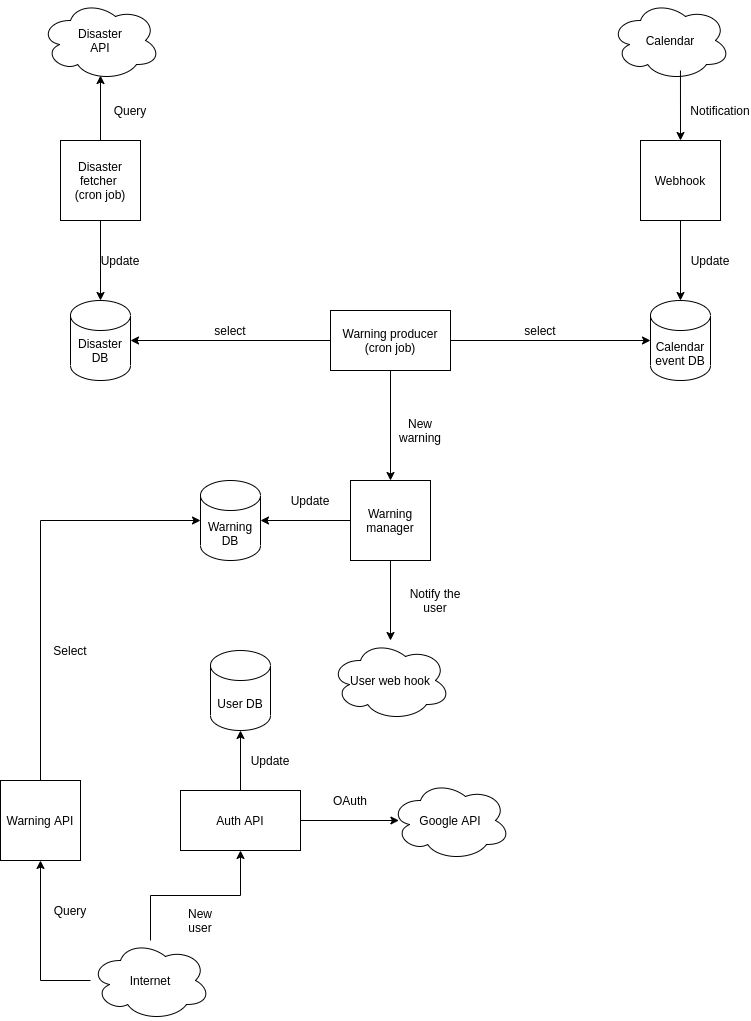 Disaster
API
Calendar
Query
Notification
Disaster
fetcher
(cron job)
Webhook
Update
Update
select
Warning producer
(cron job)
select
Disaster
DB
Calendar
event DB
New
warning
Update
Warning
manager
Warning
DB
Notify the
user
Select
User web hook
User DB
Update
OAuth
Warning API
Auth API
Google API
Query
New
user
Internet